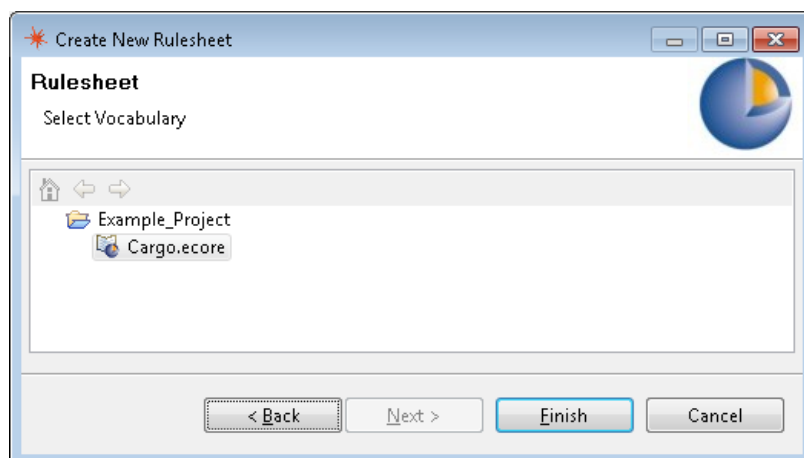 Create New Rulesheet
Rulesheet
Select Vocabulary
Example_Project
Cargo.ecore
< Back
Next >
Finish
Cancel